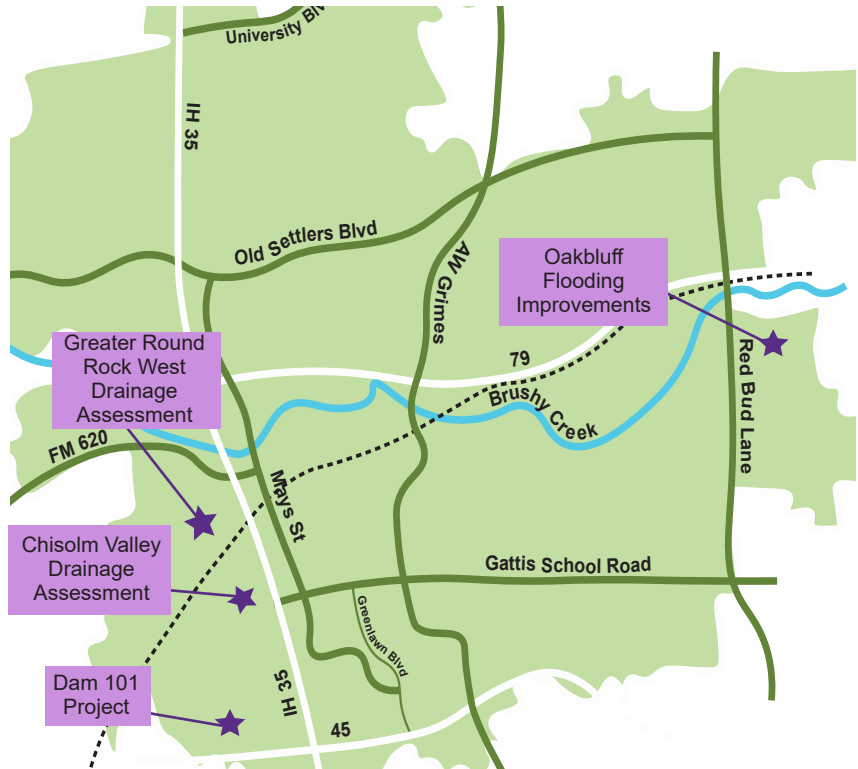 University Blv
IH 35
Old Settlers Blvd
AW Grimes
Oakbluff
Flooding
Improvements
Greater Round
Rock West
Drainage
Assessment
79
Brushy Creek
Red Bud Lane
FM 620
Mays St
Chisolm Valley
Drainage
Assessment
Gattis School Road
Greenlawn Blvd
Dam 101
Project
IH 35
45